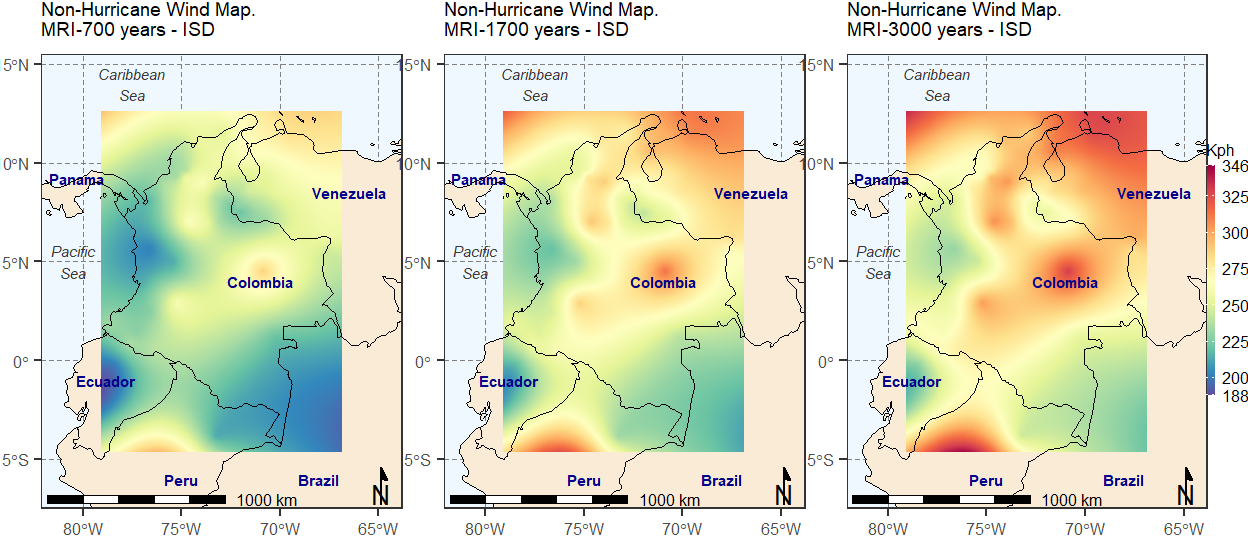 Non-Hurricane Wind Map.
MRI-700 years - ISD
15°N
Caribbean
Sea
10°N
Panama
Venezuela
Pacific
Sea
5°N
Colombia
0°
Ecuador
5°S
Peru
Brazil
N
1000 km
80°W
75°W
70°W
65°W
Non-Hurricane Wind Map.
MRI-1700 years - ISD
15°N
Caribbean
Sea
10°N
Panama
Venezuela
Pacific
Sea
5°N
Colombia
0°
Ecuador
5°S
Peru
Brazil
N
1000 km
80°W
75°W
70°W
65°W
Non-Hurricane Wind Map.
MRI-3000 years - ISD
15°N
Caribbean
Sea
10°N
Panama
Venezuela
Pacific
Sea
5°N
Colombia
0°
Ecuador
5°S
Peru
Brazil
N
1000 km
80°W
75°W
70°W
65°W
Kph
346
325
300
275
250
225
200
188